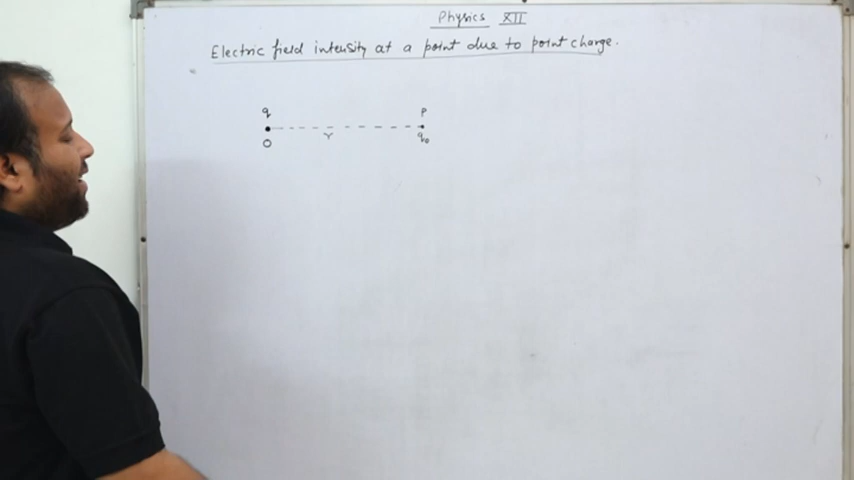 Physics XII
Electric field intensity at a point due to point charge.
q P
r q₀
O